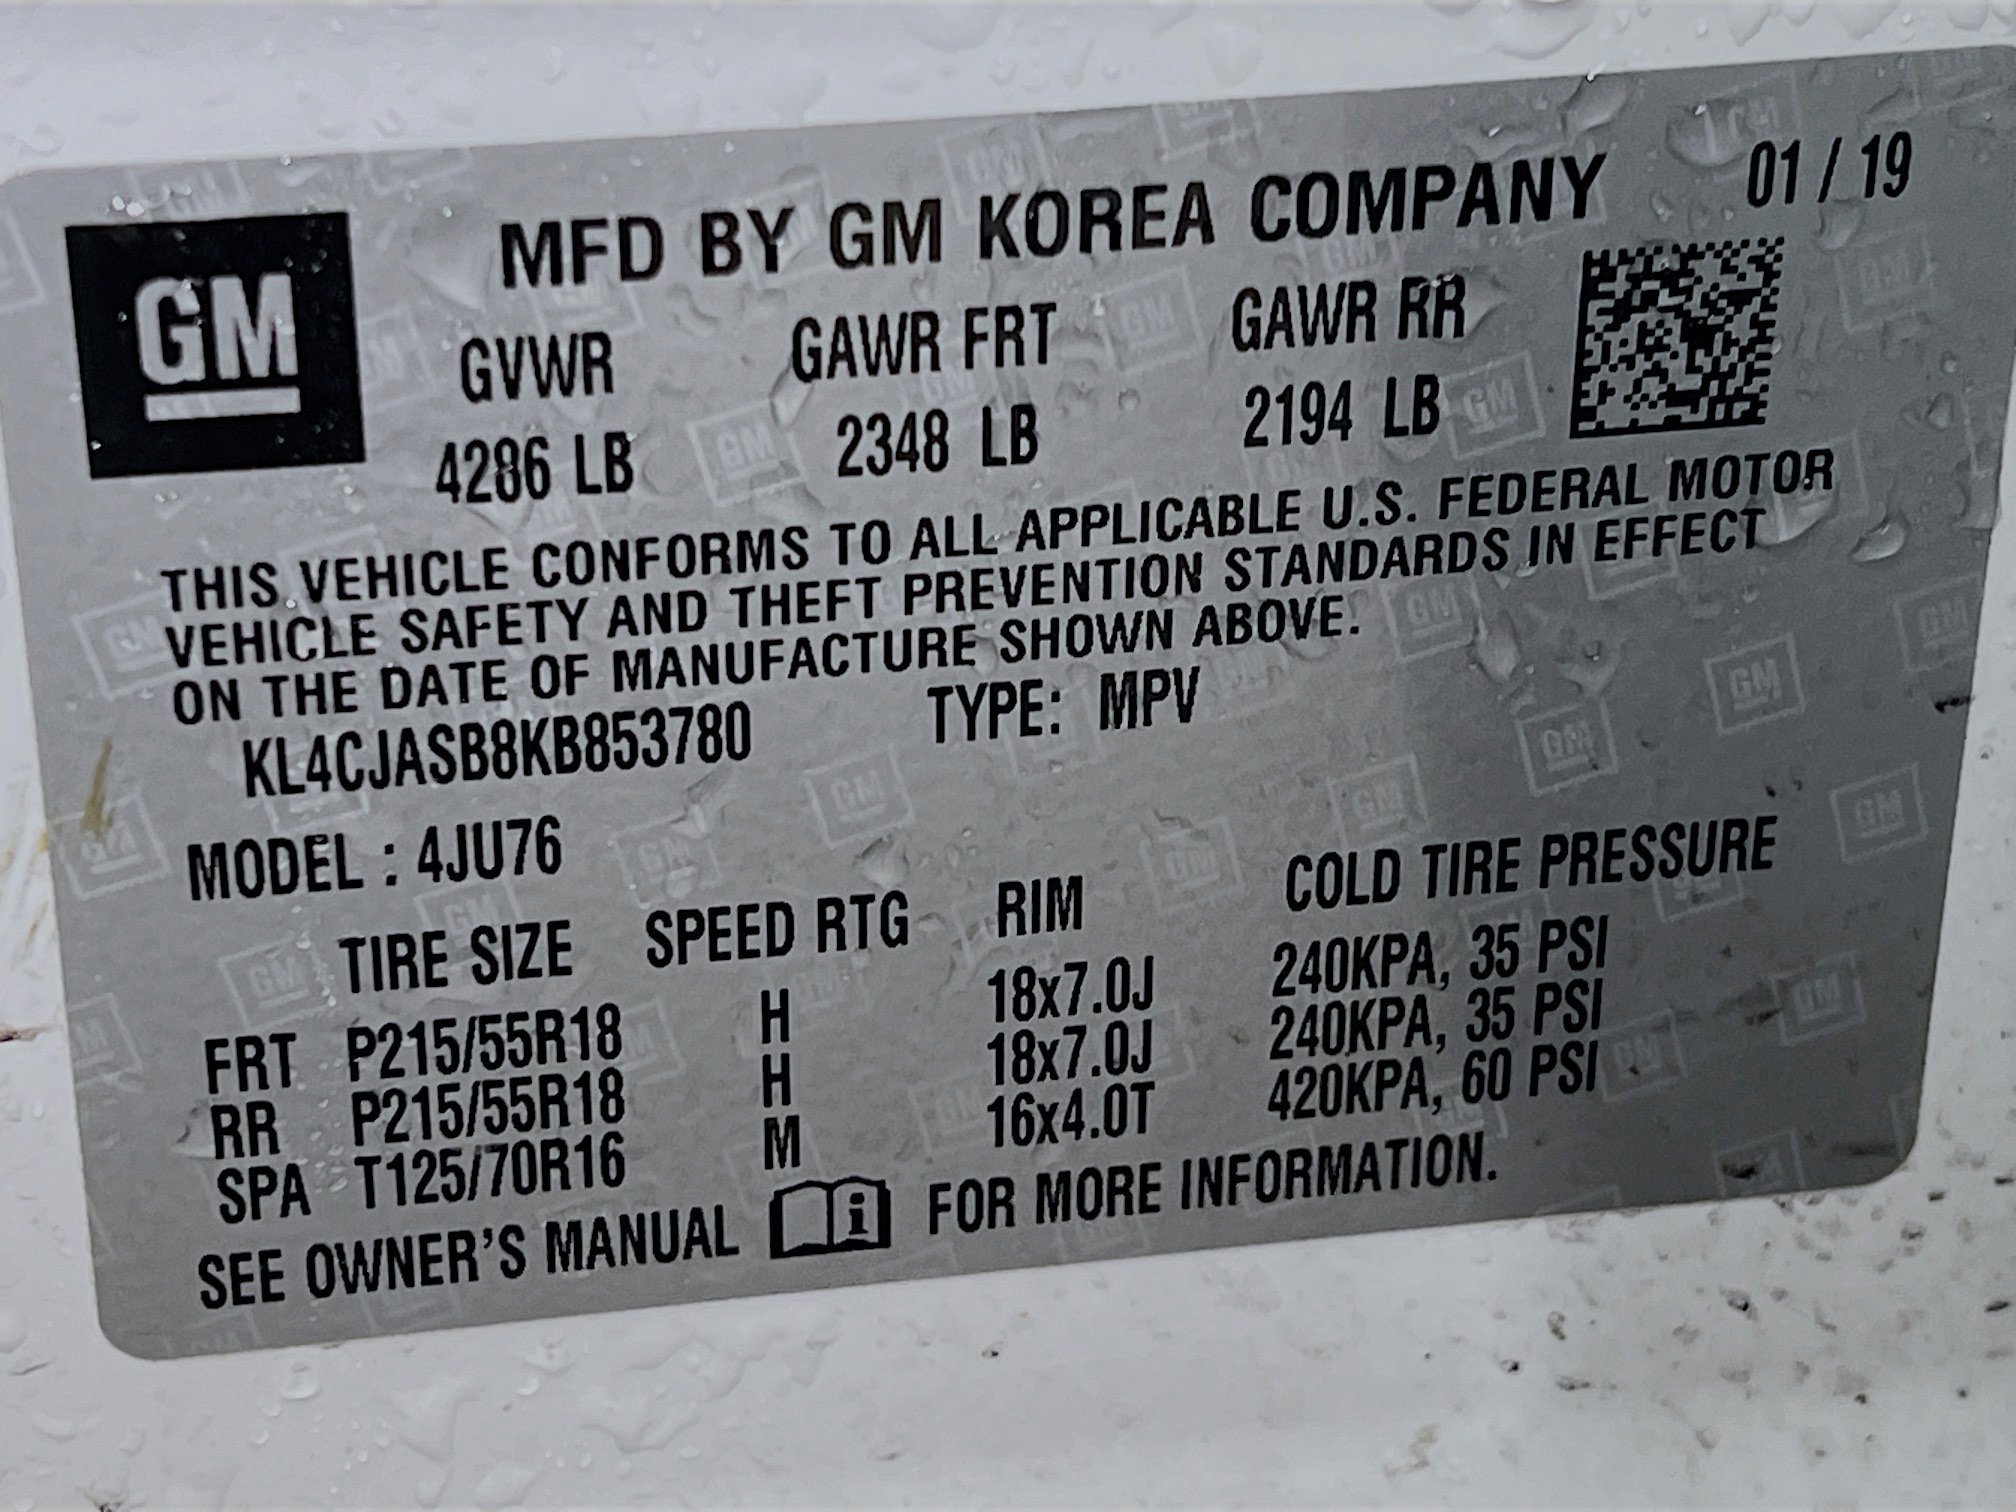 GM
MFD BY GM KOREA COMPANY 01 / 19
GVWR GAWR FRT GAWR RR
4286 LB 2348 LB 2194 LB
THIS VEHICLE CONFORMS TO ALL APPLICABLE U.S. FEDERAL MOTOR
VEHICLE SAFETY AND THEFT PREVENTION STANDARDS IN EFFECT
ON THE DATE OF MANUFACTURE SHOWN ABOVE.
KL4CJASB8KB853780 TYPE: MPV
MODEL : 4JU76
TIRE SIZE SPEED RTG RIM COLD TIRE PRESSURE
FRT P215/55R18 H 18x7.0J 240KPA, 35 PSI
RR P215/55R18 H 18x7.0J 240KPA, 35 PSI
SPA T125/70R16 M 16x4.0T 420KPA, 60 PSI
SEE OWNER'S MANUAL FOR MORE INFORMATION.